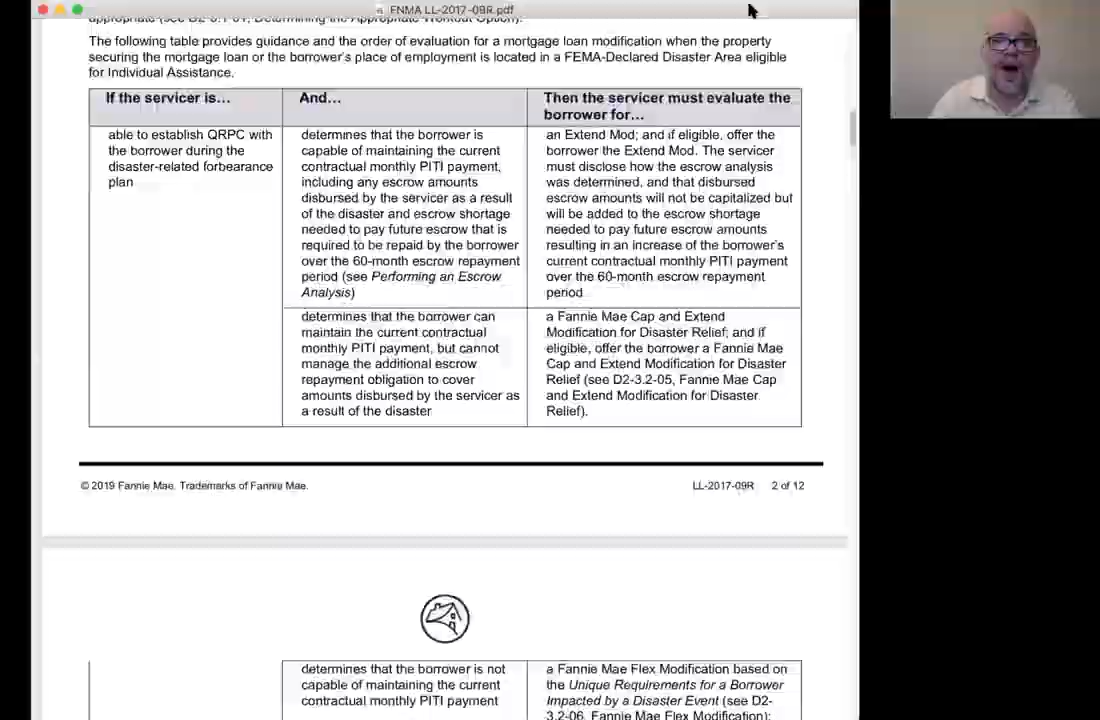 FNMA LL-2017-09R.pdf
appropriate (see D2-3.1-01, Determining the Appropriate Workout Option).
The following table provides guidance and the order of evaluation for a mortgage loan modification when the property
securing the mortgage loan or the borrower's place of employment is located in a FEMA-Declared Disaster Area eligible
for Individual Assistance.
If the servicer is…
And…
Then the servicer must evaluate the
borrower for…
able to establish QRPC with
the borrower during the
disaster-related forbearance
plan
determines that the borrower is
capable of maintaining the current
contractual monthly PITI payment,
including any escrow amounts
disbursed by the servicer as a result
of the disaster and escrow shortage
needed to pay future escrow that is
required to be repaid by the borrower
over the 60-month escrow repayment
period (see Performing an Escrow
Analysis)
an Extend Mod; and if eligible, offer the
borrower the Extend Mod. The servicer
must disclose how the escrow analysis
was determined, and that disbursed
escrow amounts will not be capitalized but
will be added to the escrow shortage
needed to pay future escrow amounts
resulting in an increase of the borrower's
current contractual monthly PITI payment
over the 60-month escrow repayment
period
determines that the borrower can
maintain the current contractual
monthly PITI payment, but cannot
manage the additional escrow
repayment obligation to cover
amounts disbursed by the servicer as
a result of the disaster
a Fannie Mae Cap and Extend
Modification for Disaster Relief; and if
eligible, offer the borrower a Fannie Mae
Cap and Extend Modification for Disaster
Relief (see D2-3.2-05, Fannie Mae Cap
and Extend Modification for Disaster
Relief).
© 2019 Fannie Mae. Trademarks of Fannie Mae.
LL-2017-09R 2 of 12
determines that the borrower is not
capable of maintaining the current
contractual monthly PITI payment
a Fannie Mae Flex Modification based on
the Unique Requirements for a Borrower
Impacted by a Disaster Event (see D2-
3.2-06, Fannie Mae Flex Modification);